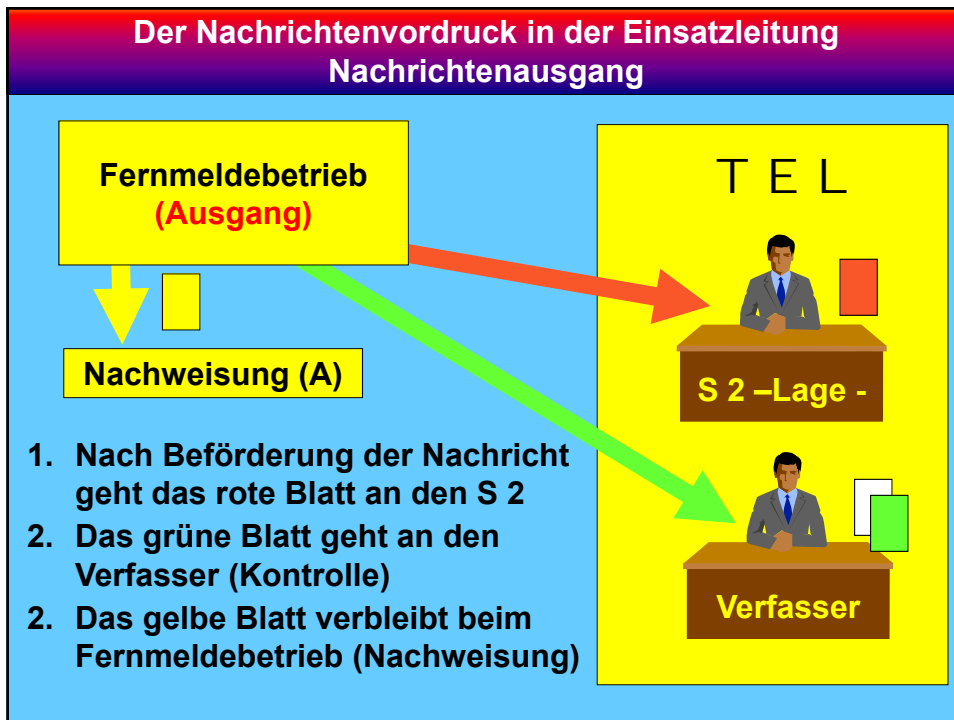 Der Nachrichtenvordruck in der Einsatzleitung
Nachrichtenausgang
Fernmeldebetrieb
(Ausgang)
Nachweisung (A)
T E L
S 2 –Lage -
Verfasser
1. Nach Beförderung der Nachricht
geht das rote Blatt an den S 2
2. Das grüne Blatt geht an den
Verfasser (Kontrolle)
2. Das gelbe Blatt verbleibt beim
Fernmeldebetrieb (Nachweisung)